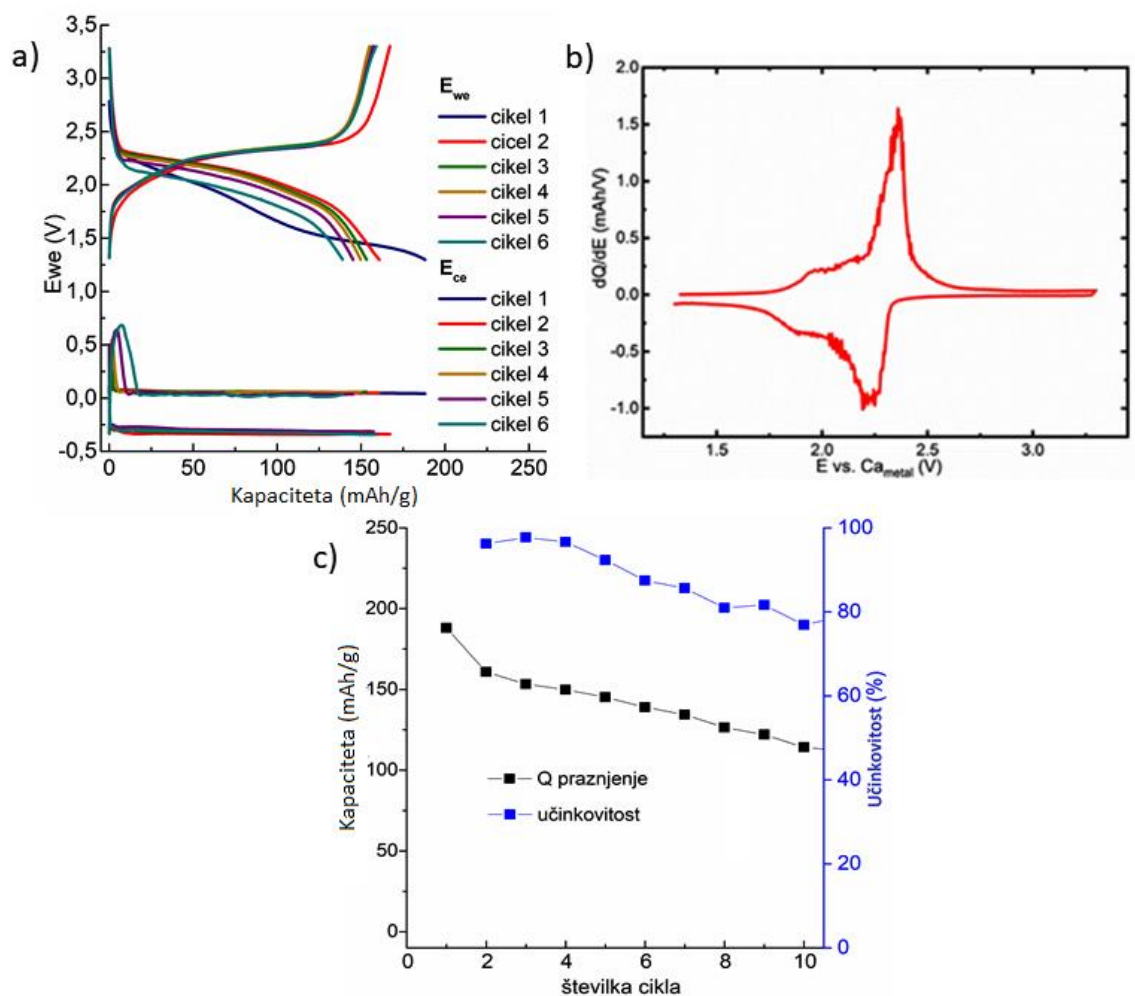 a)
3,5
3,0
2,5
2,0
1,5
1,0
0,5
0,0
-0,5
Ewe (V)
0 50 100 150 200 250
Kapaciteta (mAh/g)
E we
cikel 1
cicel 2
cikel 3
cikel 4
cikel 5
cikel 6
E ce
cikel 1
cikel 2
cikel 3
cikel 4
cikel 5
cikel 6
b)
2.0
1.5
1.0
0.5
0.0
-0.5
-1.0
dQ/dE (mAh/V)
1.5 2.0 2.5 3.0
E vs. Ca metal (V)
c)
250
200
150
100
50
0
Kapaciteta (mAh/g)
100
80
60
40
20
0
Učinkovitost (%)
Q praznjenje
učinkovitost
0 2 4 6 8 10
številka cikla